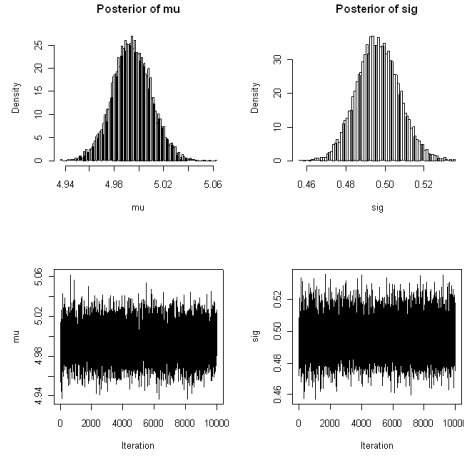 Posterior of mu
Density
0 5 10 15 20 25
4.94 4.98 5.02 5.06
mu
Posterior of sig
Density
0 10 20 30
0.46 0.48 0.50 0.52
sig
mu
4.94 4.98 5.02 5.06
0 2000 4000 6000 8000 10000
Iteration
sig
0.46 0.48 0.50 0.52
0 2000 4000 6000 8000 1000
Iteration